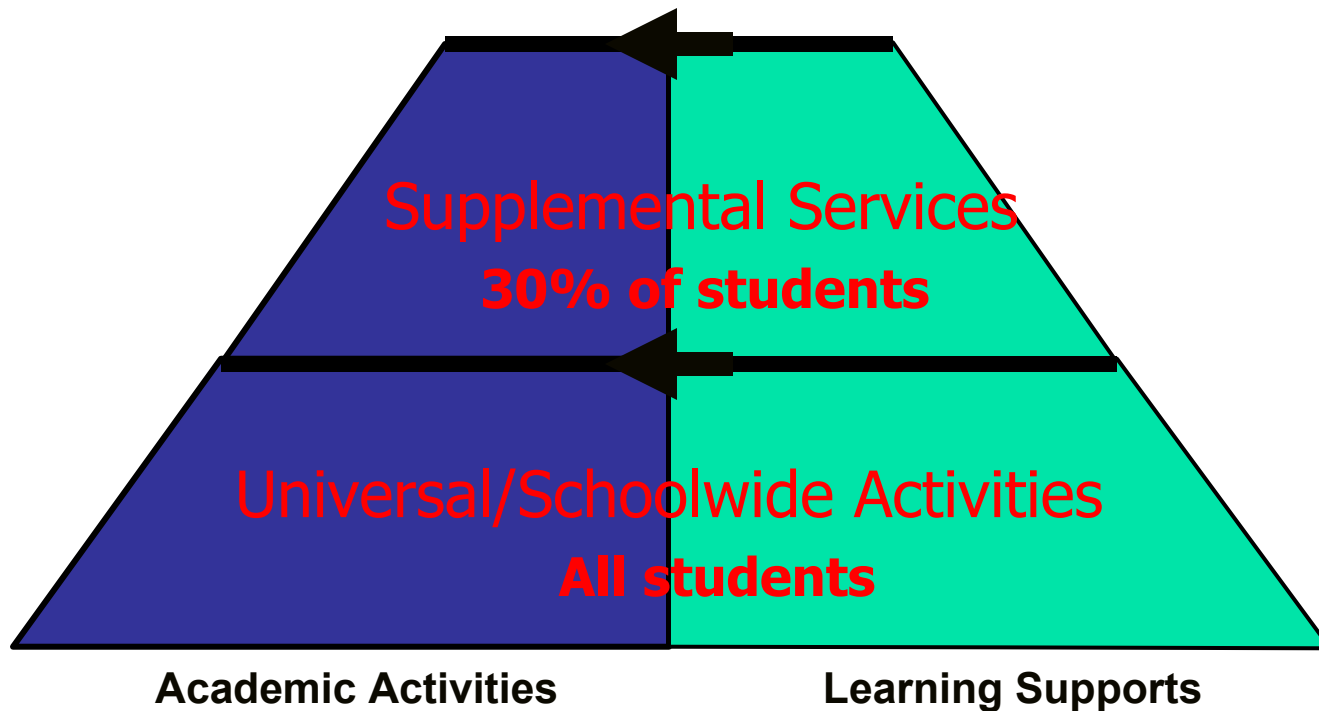 Supplemental Services
30% of students
Universal/Schoolwide Activities
All students
Academic Activities
Learning Supports